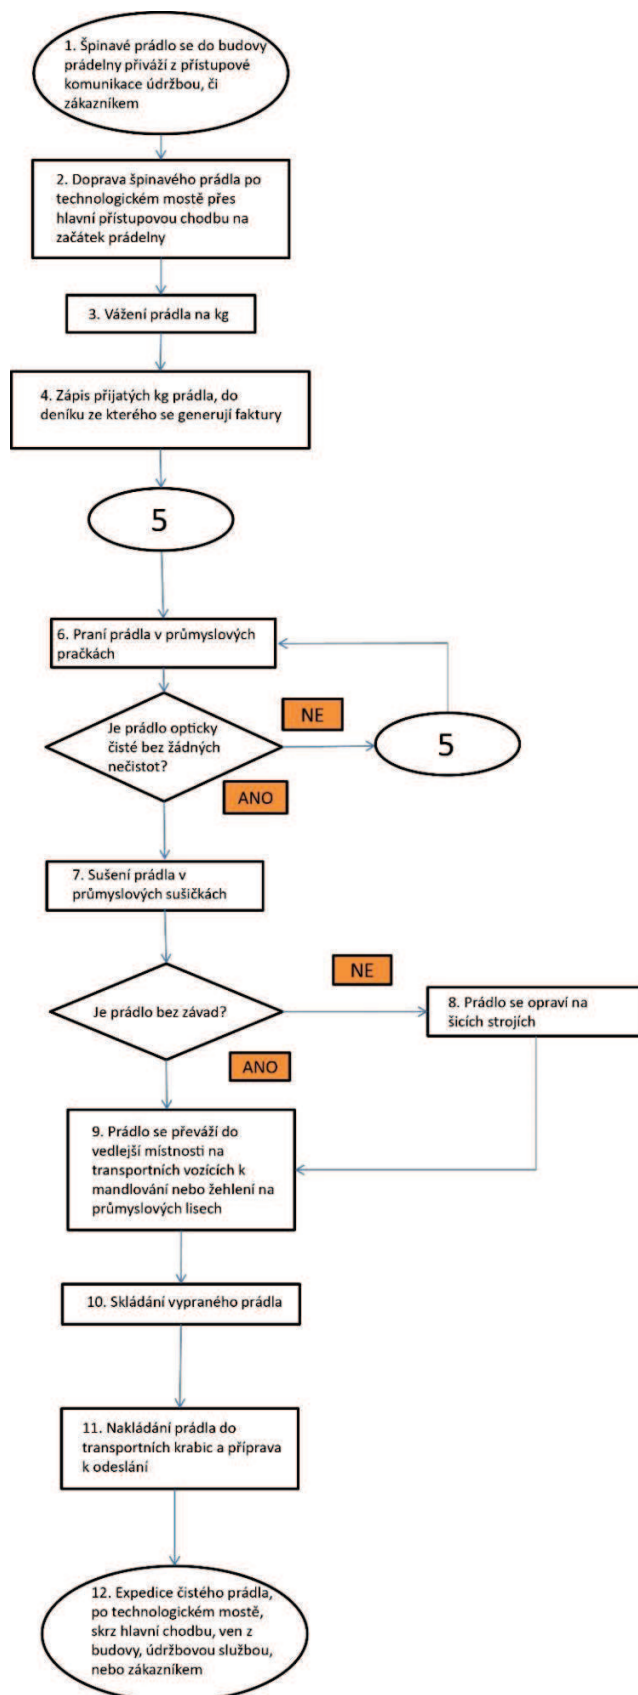 1. Špinavé prádlo se do budovy
prádelny přiváží z přístupové
komunikace údržbou, či
zákazníkem
2. Doprava špinavého prádla po
technologickém mostě přes
hlavní přístupovou chodbu na
začátek prádelny
3. Vážení prádla na kg
4. Zápis přijatých kg prádla, do
deníku ze kterého se generují faktury
5
6. Praní prádla v průmyslových
pračkách
Je prádlo opticky
čisté bez žádných
nečistot?
NE
5
ANO
7. Sušení prádla v
průmyslových sušičkách
Je prádlo bez závad?
NE
8. Prádlo se opraví na
šicích strojích
ANO
9. Prádlo se převáží do
vedlejší místnosti na
transportních vozících k
mandlování nebo žehlení na
průmyslových lisech
10. Skládání vypraného prádla
11. Nakládání prádla do
transportních krabic a příprava
k odeslání
12. Expedice čistého prádla,
po technologickém mostě,
skrz hlavní chodbu, ven z
budovy, údržbovou službou,
nebo zákazníkem